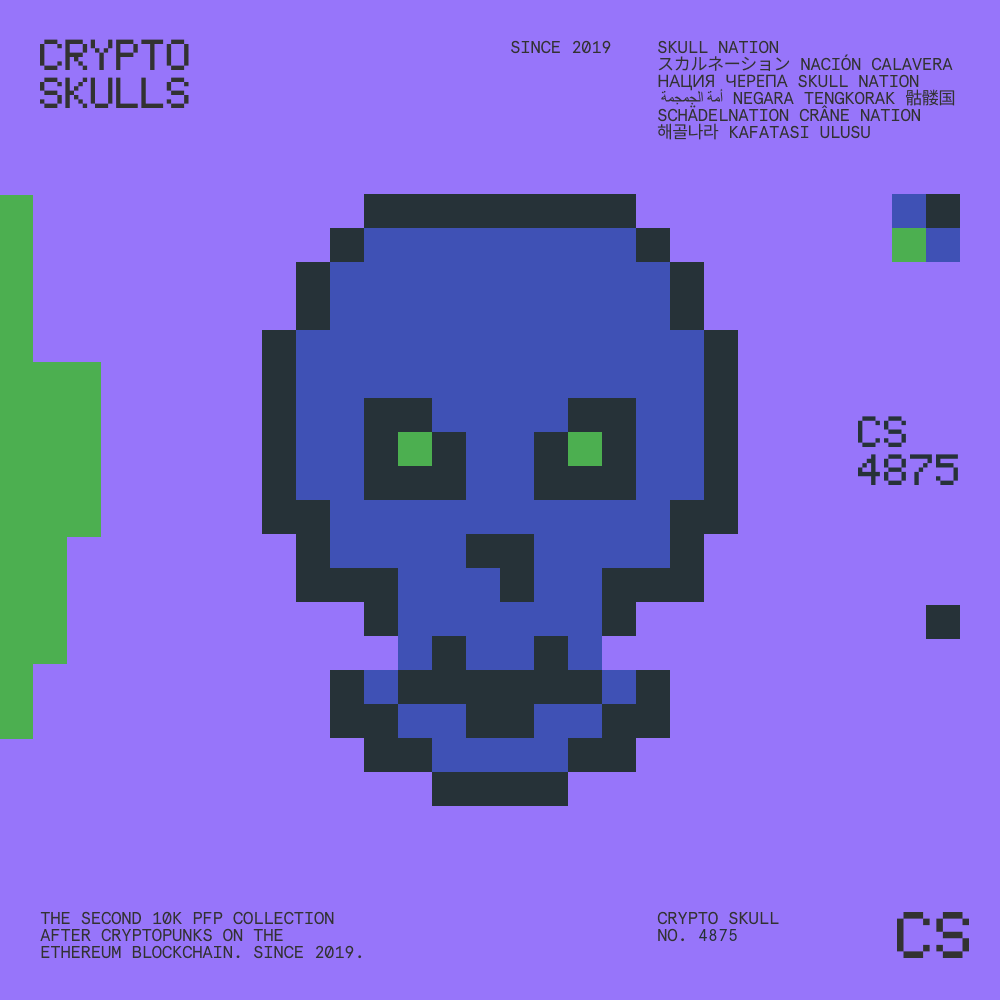 CRYPTO
SKULLS
SINCE 2019
SKULL NATION
スカルネーション NACIÓN CALAVERA
НАЦИЯ ЧЕРЕПА SKULL NATION
أمة الجمجمة NEGARA TENGKORAK 骷髅国
SCHÄDELNATION CRÂNE NATION
해골나라 KAFATASI ULUSU
CS
4875
THE SECOND 10K PFP COLLECTION
AFTER CRYPTOPUNKS ON THE
ETHEREUM BLOCKCHAIN. SINCE 2019.
CRYPTO SKULL
NO. 4875
CS